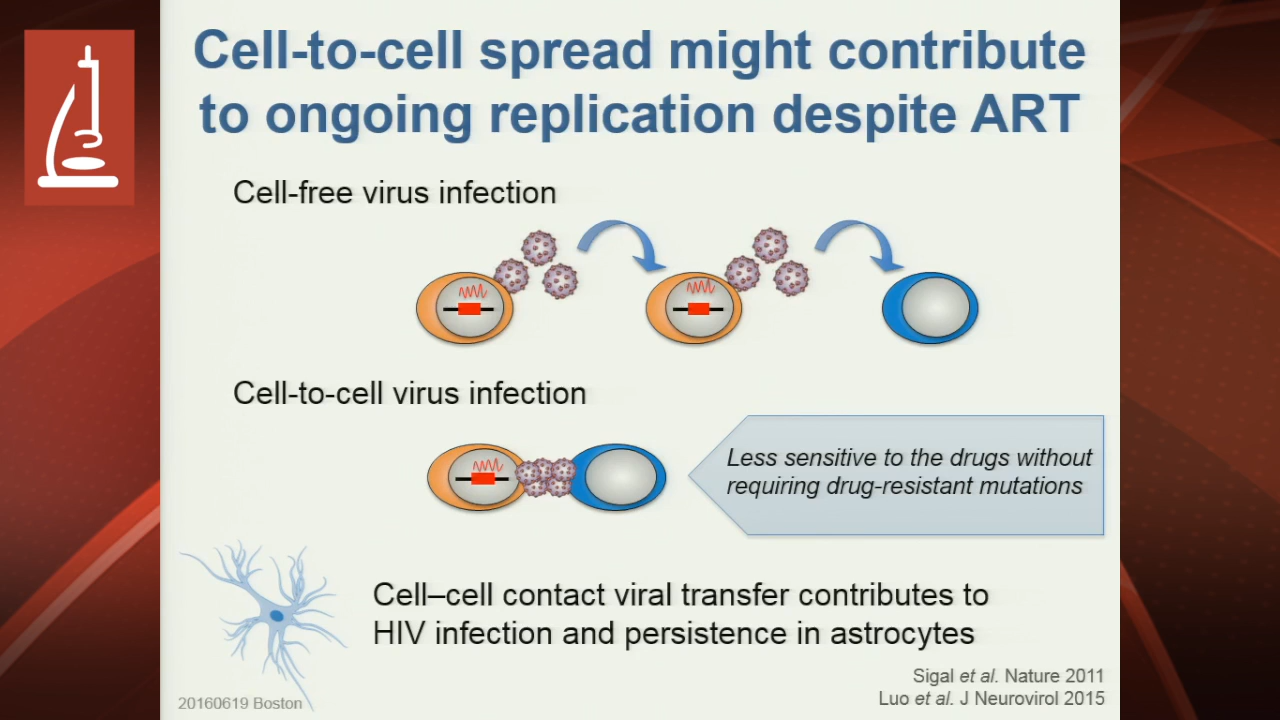 Cell-to-cell spread might contribute
to ongoing replication despite ART
Cell-free virus infection
Cell-to-cell virus infection
Less sensitive to the drugs without
requiring drug-resistant mutations
Cell–cell contact viral transfer contributes to
HIV infection and persistence in astrocytes
Sigal et al. Nature 2011
Luo et al. J Neurovirol 2015
20160619 Boston